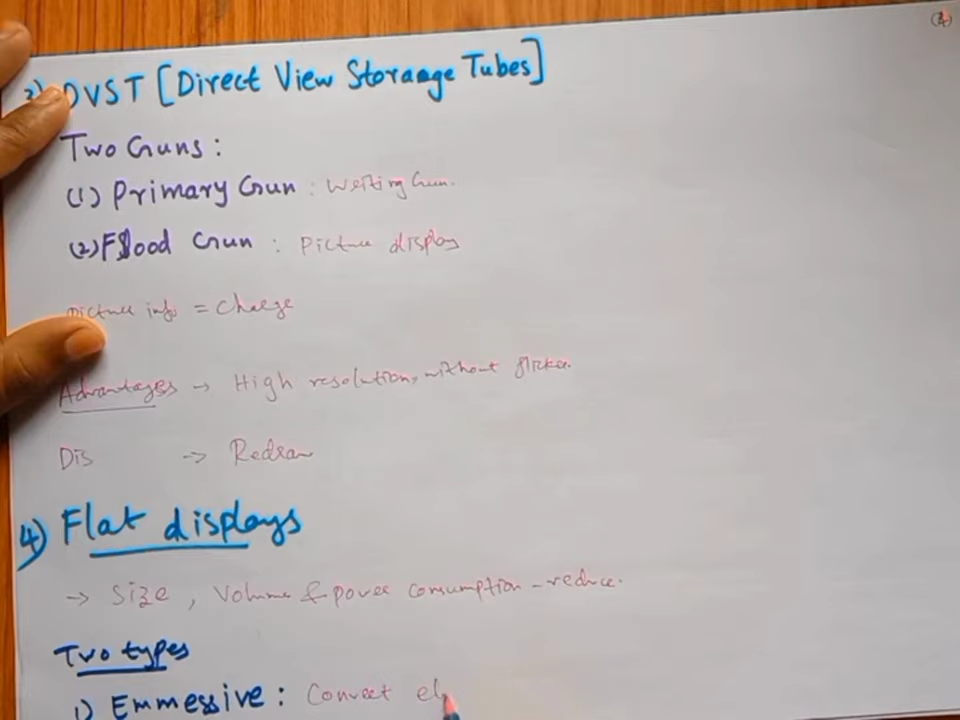 3) DVST [Direct View Storaage Tubes]
Two Guns:
(1) Primary Gun : Writing Gun.
(2) Flood Gun : Picture display
Picture info = Charge
Advantages → High resolution, without flicker.
Dis → Redraw
4) Flat displays
→ Size, Volume & power consumption - reduce.
Two types
1) Emmessive : Convert el